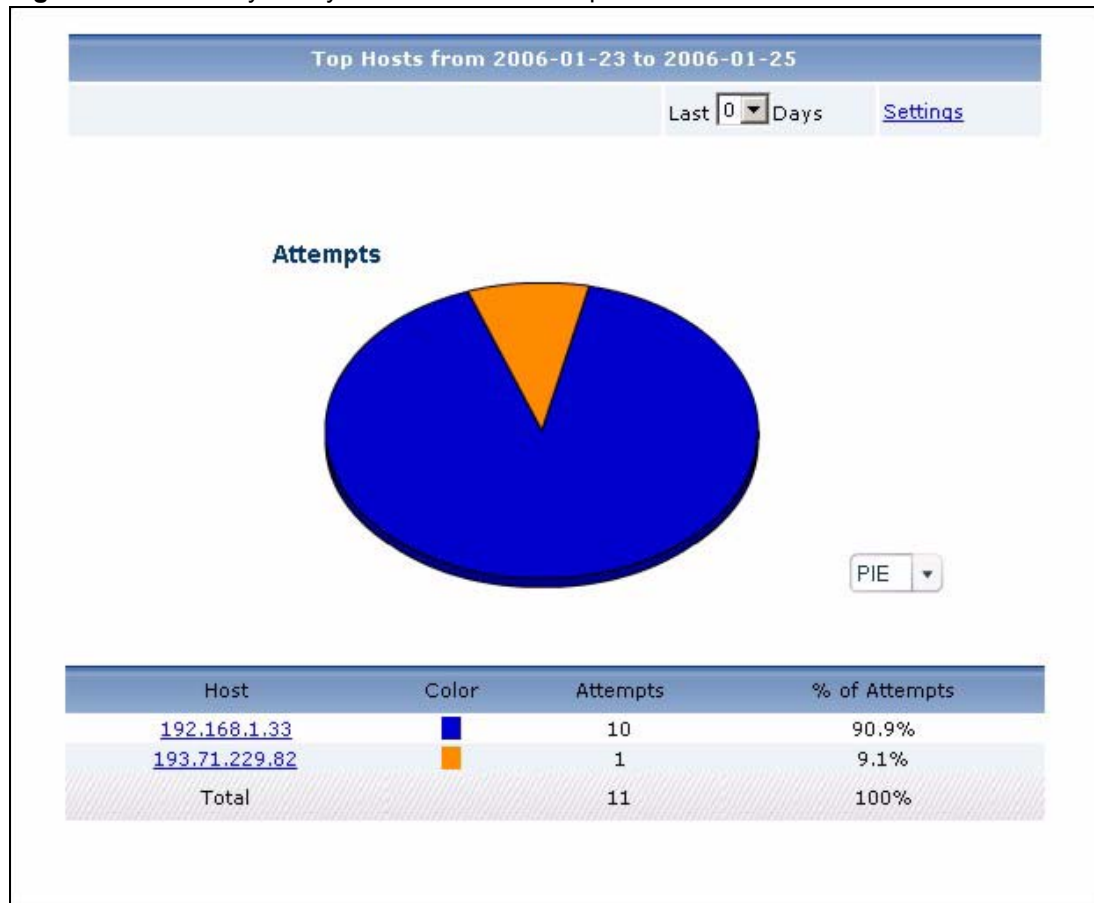 Top Hosts from 2006-01-23 to 2006-01-25
Last 0 Days Settings
Attempts
PIE
Host Color Attempts % of Attempts
192.168.1.33 10 90.9%
193.71.229.82 1 9.1%
Total 11 100%